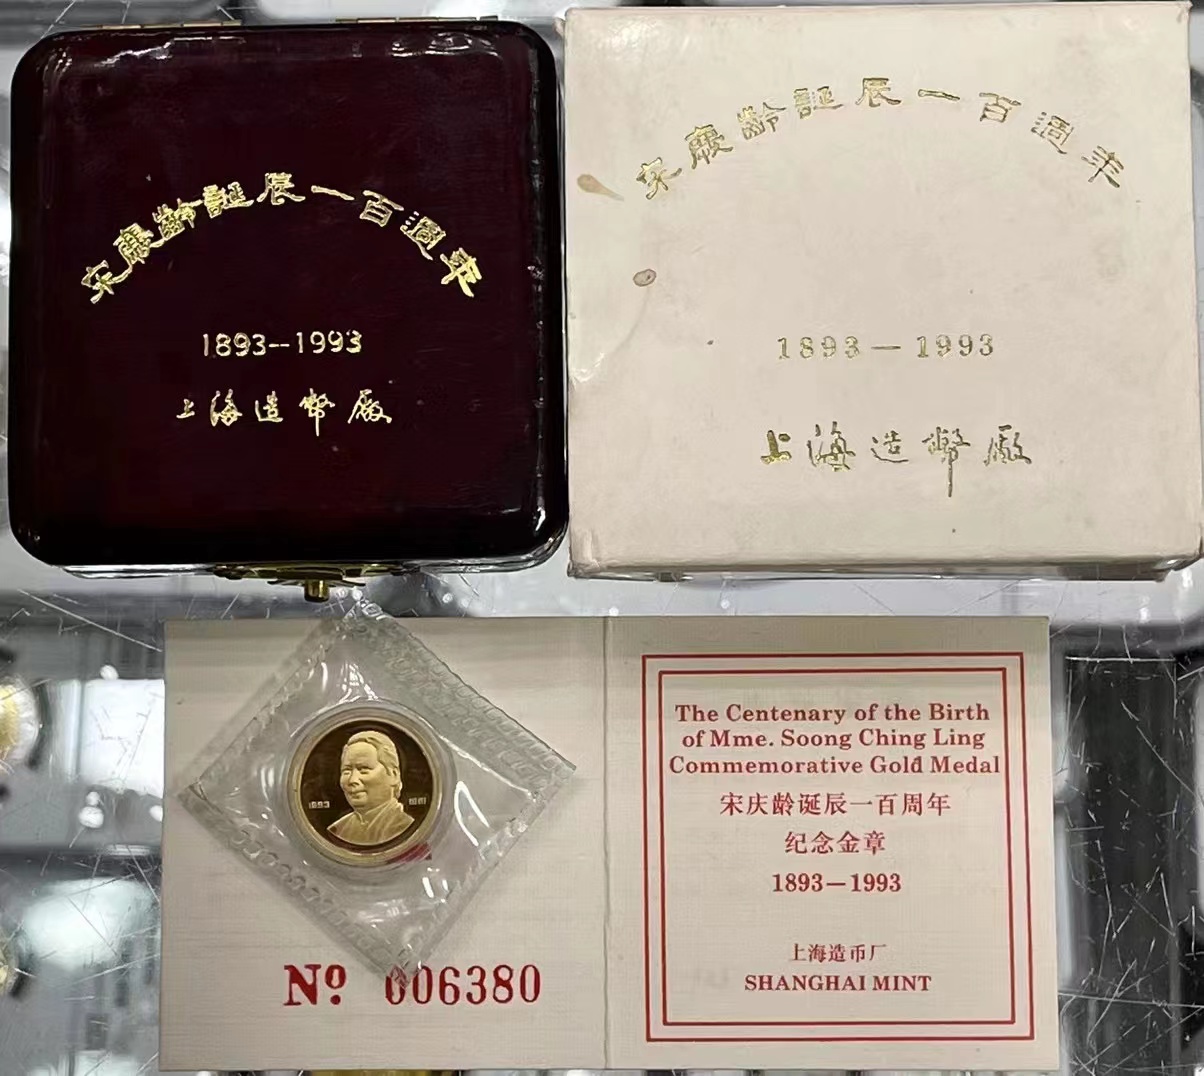 宋慶齡誕辰一百週年
1893--1993
上海造幣廠
宋慶齡誕辰一百週年
1893—1993
上海造幣廠
1893
1981
Nº 006380
The Centenary of the Birth
of Mme. Soong Ching Ling
Commemorative Gold Medal
宋庆龄诞辰一百周年
纪念金章
1893—1993
上海造币厂
SHANGHAI MINT